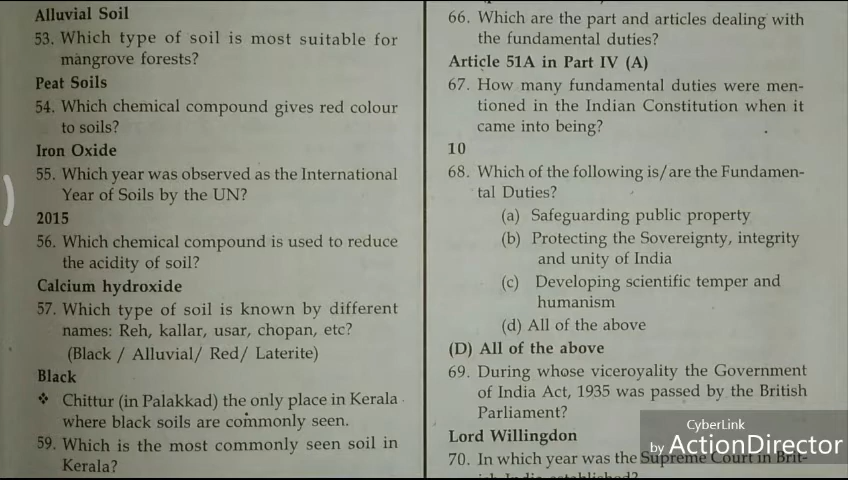 Alluvial Soil
53. Which type of soil is most suitable for
mangrove forests?
Peat Soils
54. Which chemical compound gives red colour
to soils?
Iron Oxide
55. Which year was observed as the International
Year of Soils by the UN?
2015
56. Which chemical compound is used to reduce
the acidity of soil?
Calcium hydroxide
57. Which type of soil is known by different
names: Reh, kallar, usar, chopan, etc?
(Black / Alluvial/ Red/ Laterite)
Black
❖ Chittur (in Palakkad) the only place in Kerala
where black soils are commonly seen.
59. Which is the most commonly seen soil in
Kerala?
66. Which are the part and articles dealing with
the fundamental duties?
Article 51A in Part IV (A)
67. How many fundamental duties were men-
tioned in the Indian Constitution when it
came into being?
10
68. Which of the following is/are the Fundamen-
tal Duties?
(a) Safeguarding public property
(b) Protecting the Sovereignty, integrity
and unity of India
(c) Developing scientific temper and
humanism
(d) All of the above
(D) All of the above
69. During whose viceroyality the Government
of India Act, 1935 was passed by the British
Parliament?
Lord Willingdon
70. In which year was the Supreme Court in Brit-
ish India established?
CyberLink
by ActionDirector